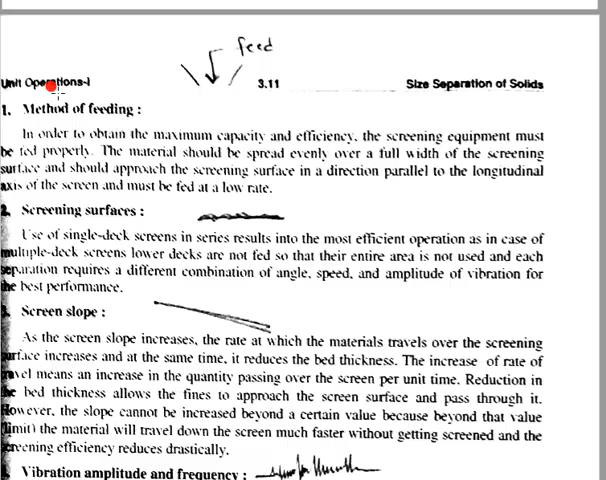 feed
Unit Operations-I 3.11 Size Separation of Solids
1. Method of feeding :
In order to obtain the maximum capacity and efficiency, the screening equipment must
be fed properly. The material should be spread evenly over a full width of the screening
surface and should approach the screening surface in a direction parallel to the longitudinal
axis of the screen and must be fed at a low rate.
2. Screening surfaces :
Use of single-deck screens in series results into the most efficient operation as in case of
multiple-deck screens lower decks are not fed so that their entire area is not used and each
separation requires a different combination of angle, speed, and amplitude of vibration for
the best performance.
3. Screen slope :
As the screen slope increases, the rate at which the materials travels over the screening
surface increases and at the same time, it reduces the bed thickness. The increase of rate of
travel means an increase in the quantity passing over the screen per unit time. Reduction in
the bed thickness allows the fines to approach the screen surface and pass through it.
However, the slope cannot be increased beyond a certain value because beyond that value
(limit) the material will travel down the screen much faster without getting screened and the
screening efficiency reduces drastically.
Vibration amplitude and frequency :